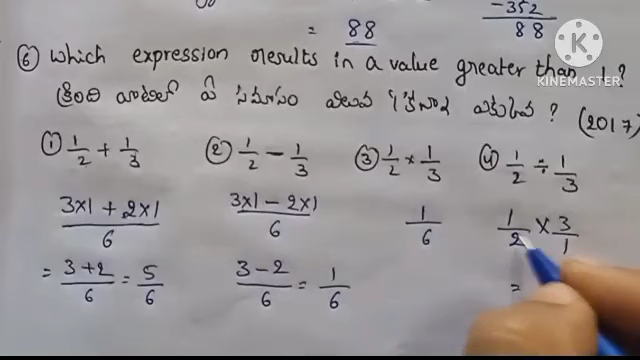 -352
= 88
88
⑥ which expression results in a value greater than 1 ?
KINEMASTER
క్రింది వాటిలో ఏ విలువ 1 ఎక్కువ ? (2017)
① 1/2 + 1/3 ② 1/2 - 1/3 ③ 1/2 × 1/3 ④ 1/2 ÷ 1/3
3×1 + 2×1/6 3×1 - 2×1/6 1/6 1/2 × 3/1
= 3+2/6 = 5/6 3-2/6 = 1/6 =